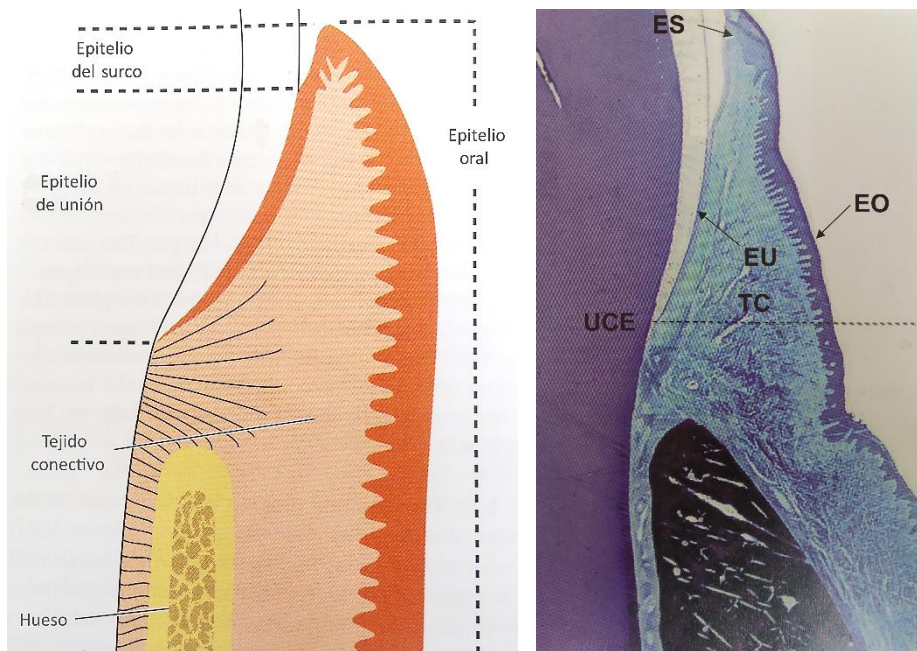 Epitelio
del surco
Epitelio
oral
Epitelio
de unión
Tejido
conectivo
Hueso
ES
EO
EU
TC
UCE